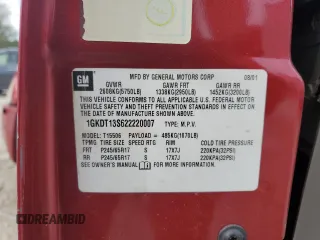 GM
MFD BY GENERAL MOTORS CORP 08/01
GVWR GAWR FRT GAWR RR
2608KG(5750LB) 1338KG(2950LB) 1452KG(3200LB)
THIS VEHICLE CONFORMS TO ALL APPLICABLE U.S. FEDERAL MOTOR
VEHICLE SAFETY AND THEFT PREVENTION STANDARDS IN EFFECT ON
THE DATE OF MANUFACTURE SHOWN ABOVE.
1GKDT13S622220007 TYPE: M.P.V.
MODEL: T15506 PAYLOAD = 485KG(1070LB)
TPMG TIRE SIZE SPEED RTG RIM COLD TIRE PRESSURE
FRT P245/65R17 S 17X7J 220KPA(32PSI)
RR P245/65R17 S 17X7J 220KPA(32PSI)
SEE OWNER'S MANUAL FOR MORE INFORMATION.